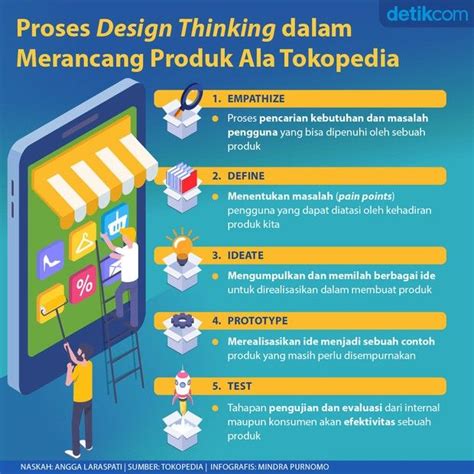 detikcom
Proses Design Thinking dalam
Merancang Produk Ala Tokopedia
1. EMPATHIZE
Proses pencarian kebutuhan dan masalah
pengguna yang bisa dipenuhi oleh sebuah
produk
2. DEFINE
Menentukan masalah (pain points)
pengguna yang dapat diatasi oleh kehadiran
produk kita
3. IDEATE
Mengumpulkan dan memilah berbagai ide
untuk direalisasikan dalam membuat produk
4. PROTOTYPE
Merealisasikan ide menjadi sebuah contoh
produk yang masih perlu disempurnakan
5. TEST
Tahapan pengujian dan evaluasi dari internal
maupun konsumen akan efektivitas sebuah
produk
NASKAH: ANGGA LARASPATI | SUMBER: TOKOPEDIA | INFOGRAFIS: MINDRA PURNOMO